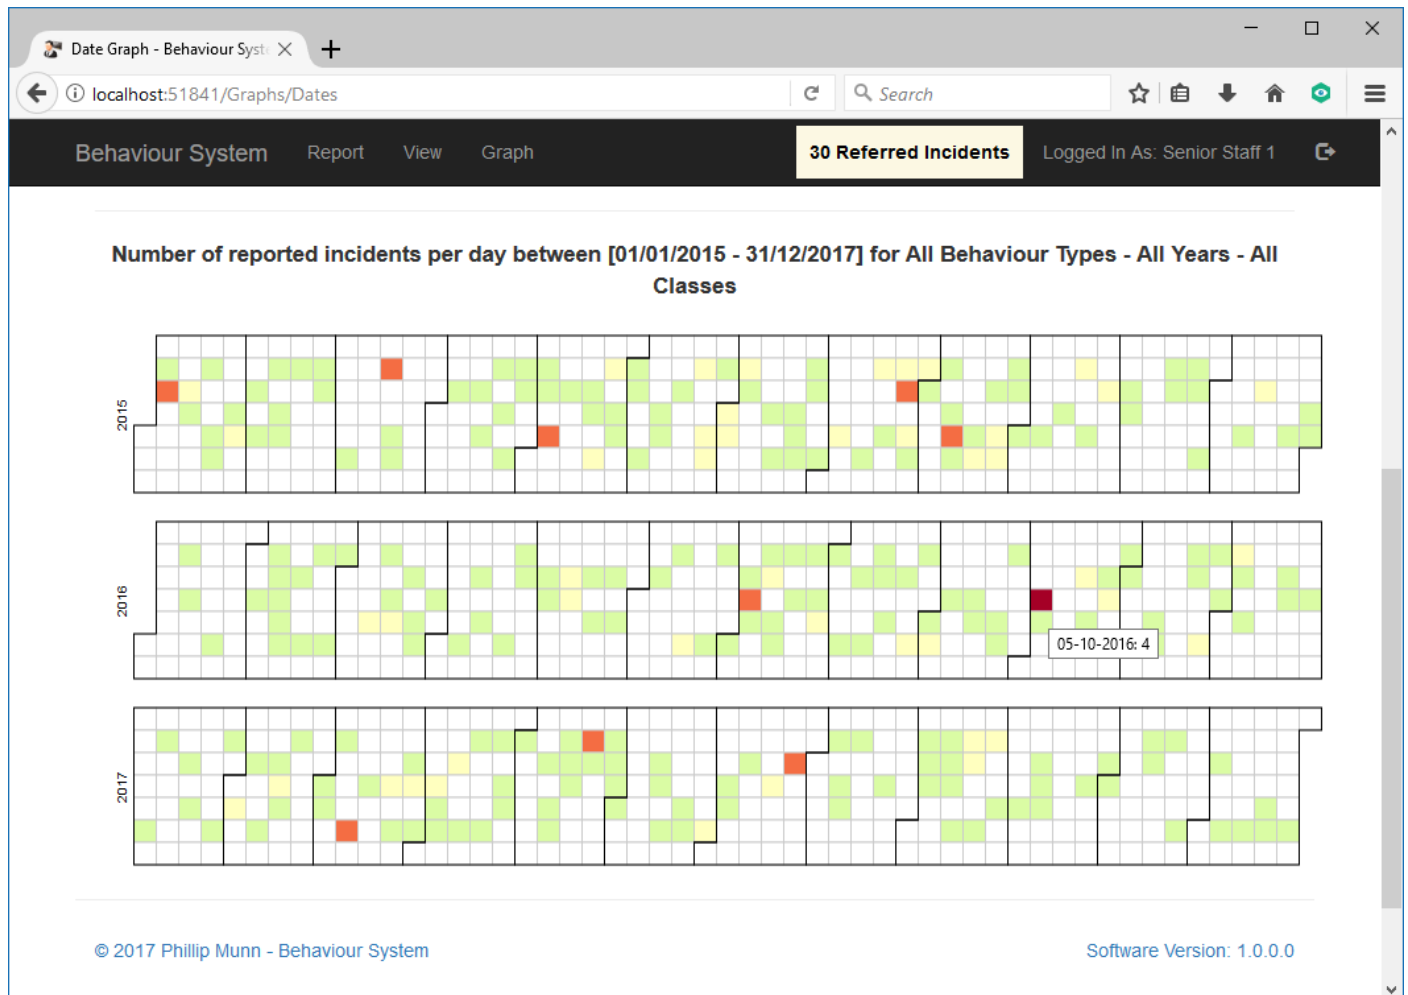 Date Graph - Behaviour Syst
localhost:51841/Graphs/Dates
Search
Behaviour System Report View Graph 30 Referred Incidents Logged In As: Senior Staff 1
Number of reported incidents per day between [01/01/2015 - 31/12/2017] for All Behaviour Types - All Years - All
Classes
2015
2016
05-10-2016: 4
2017
© 2017 Phillip Munn - Behaviour System
Software Version: 1.0.0.0